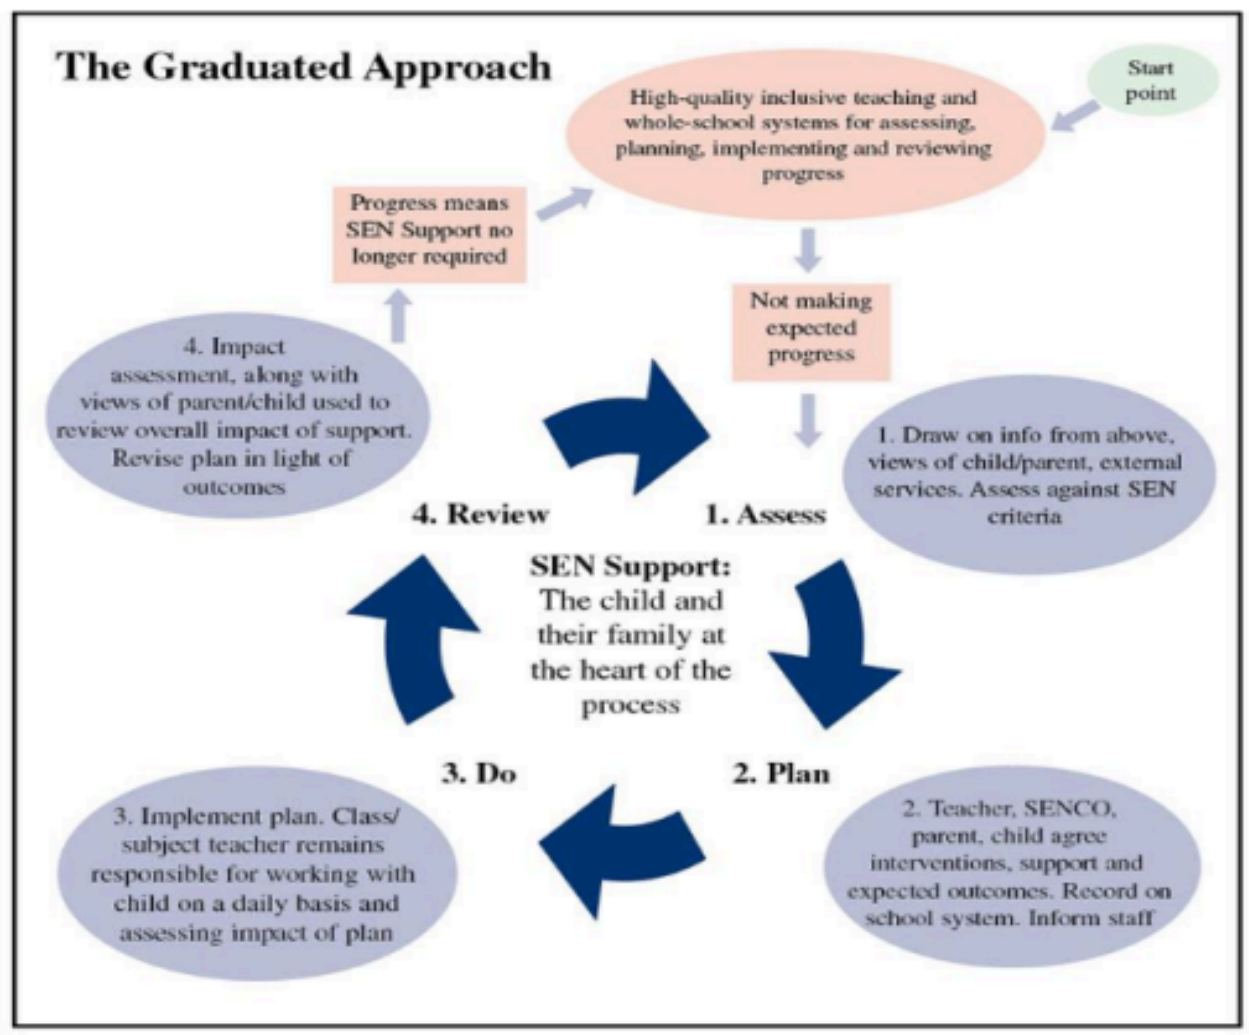 The Graduated Approach
Start
point
High-quality inclusive teaching and
whole-school systems for assessing,
planning, implementing and reviewing
progress
Progress means
SEN Support no
longer required
Not making
expected
progress
4. Impact
assessment, along with
views of parent/child used to
review overall impact of support.
Revise plan in light of
outcomes
1. Draw on info from above,
views of child/parent, external
services. Assess against SEN
criteria
4. Review
1. Assess
SEN Support:
The child and
their family at
the heart of the
process
3. Do
2. Plan
3. Implement plan. Class/
subject teacher remains
responsible for working with
child on a daily basis and
assessing impact of plan
2. Teacher, SENCO,
parent, child agree
interventions, support and
expected outcomes. Record on
school system. Inform staff